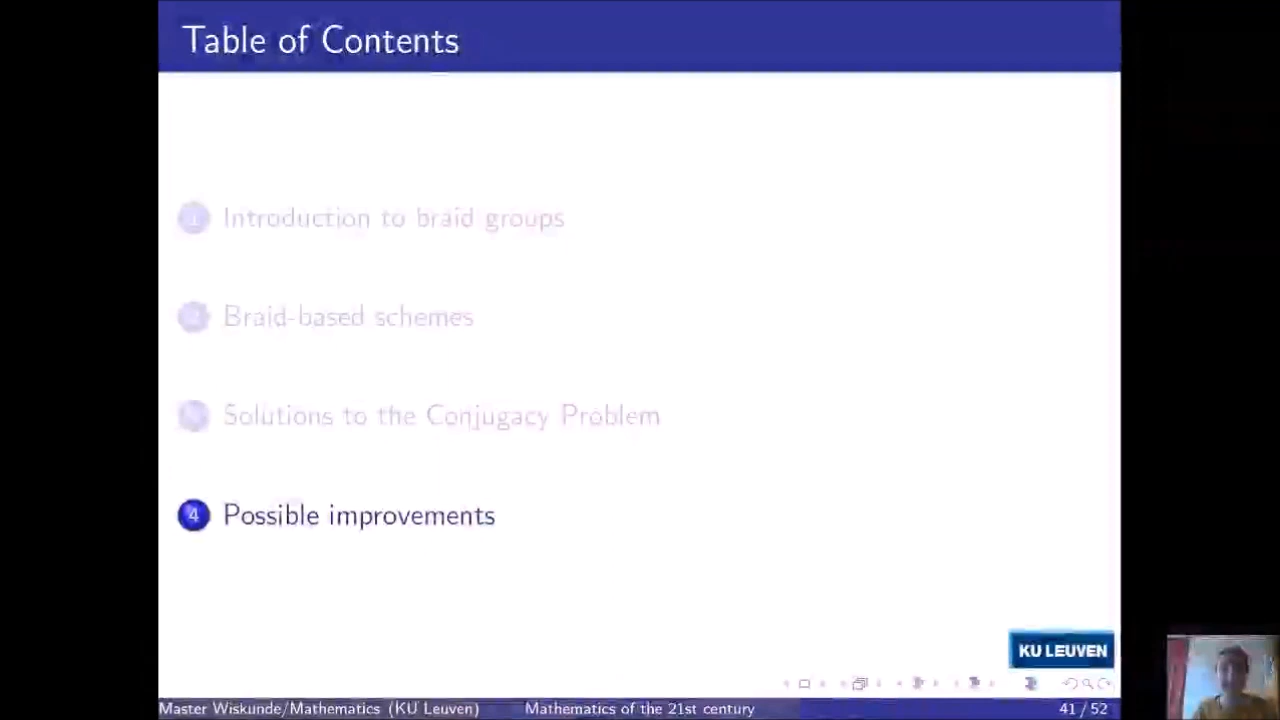 Table of Contents
Introduction to braid groups
Braid-based schemes
Solutions to the Conjugacy Problem
4 Possible improvements
KU LEUVEN
Master Wiskunde/Mathematics (KU Leuven) Mathematics of the 21st century 41 / 52